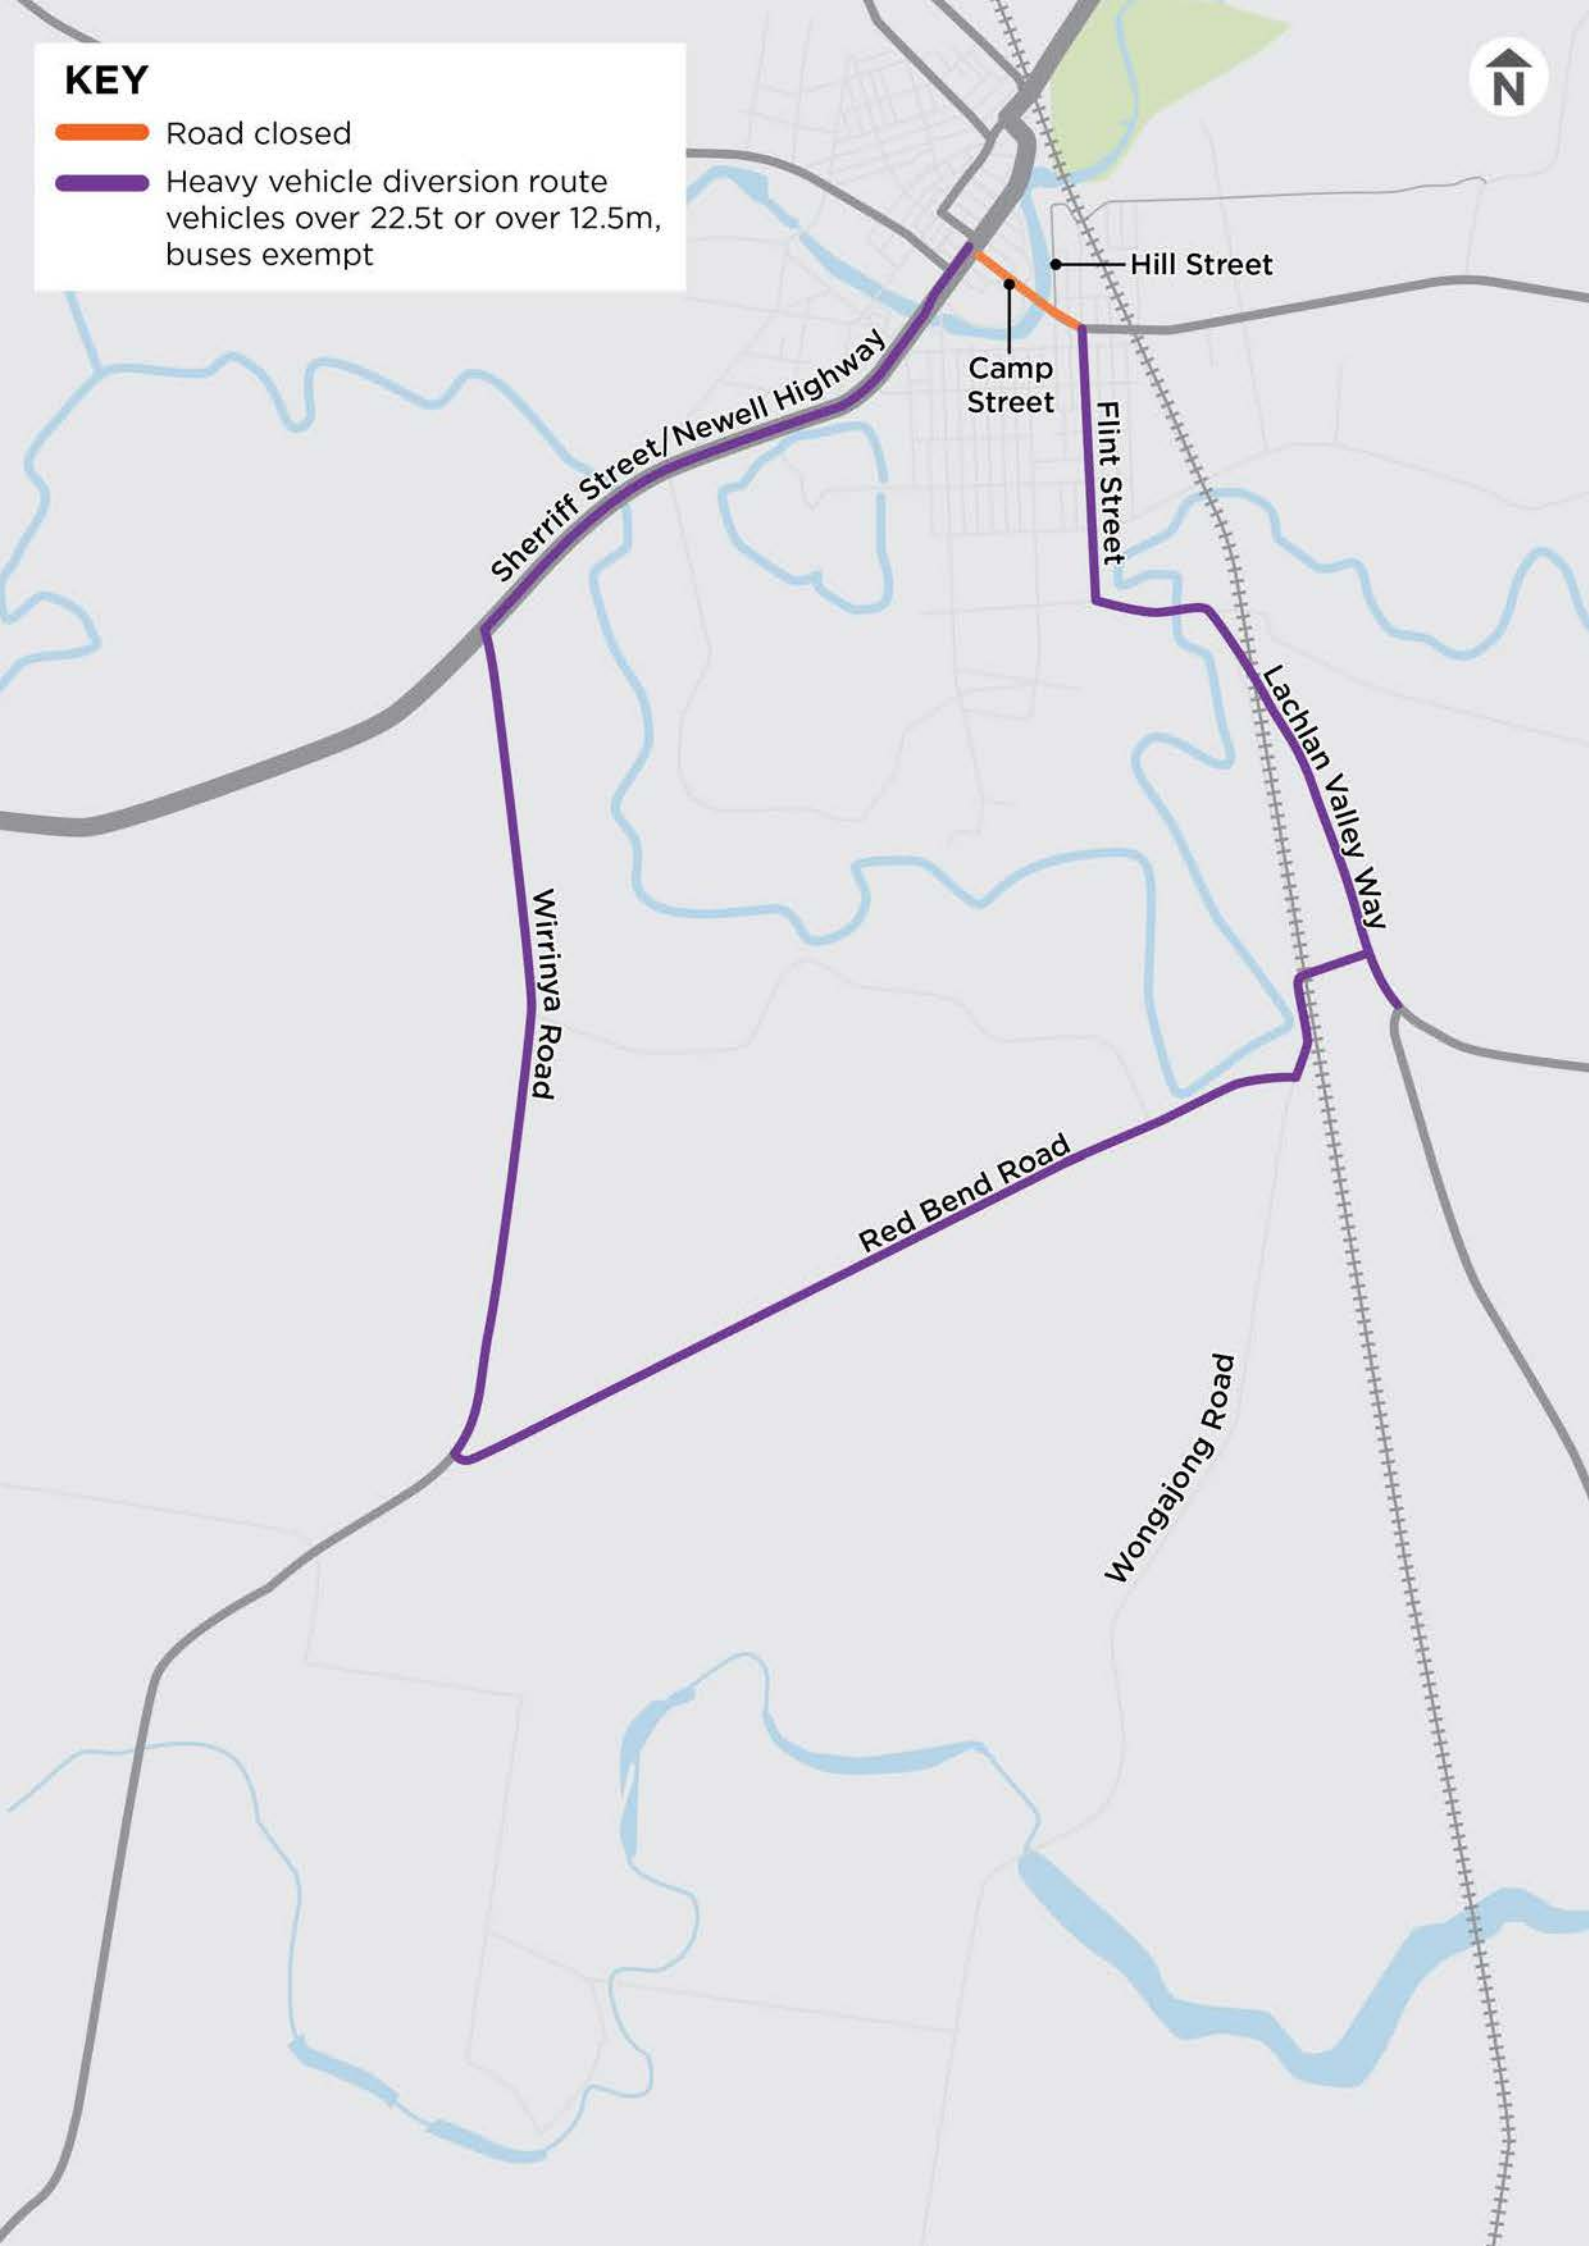 KEY
Road closed
Heavy vehicle diversion route
vehicles over 22.5t or over 12.5m,
buses exempt
N
Hill Street
Camp
Street
Sherriff Street/Newell Highway
Flint Street
Lachlan Valley Way
Wirrinya Road
Red Bend Road
Wongajong Road